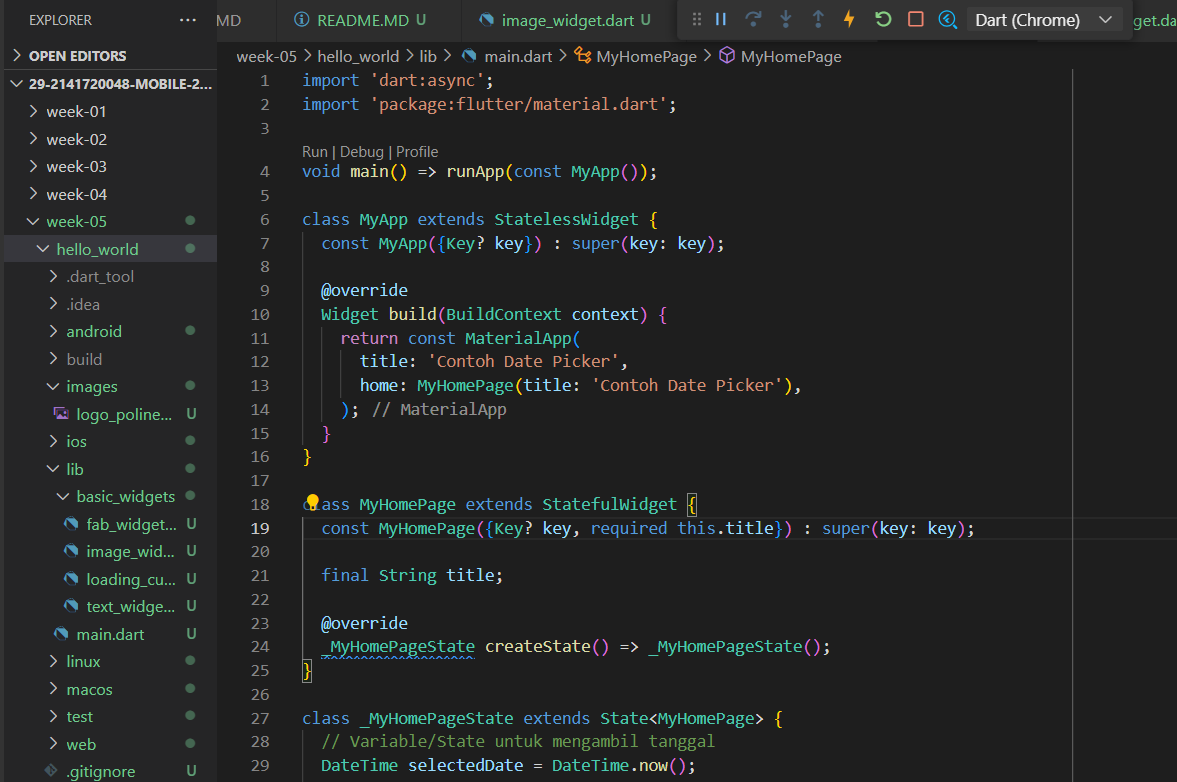 EXPLORER ···
OPEN EDITORS
29-2141720048-MOBILE-2...
week-01
week-02
week-03
week-04
week-05
hello_world
.dart_tool
.idea
android
build
images
logo_poline... U
ios
lib
basic_widgets
fab_widget... U
image_wid... U
loading_cu... U
text_widge... U
main.dart U
linux
macos
test
web
.gitignore U
MD README.MD U image_widget.dart U Dart (Chrome) get.da
week-05 > hello_world > lib > main.dart > MyHomePage > MyHomePage
1 import 'dart:async';
2 import 'package:flutter/material.dart';
3
Run | Debug | Profile
4 void main() => runApp(const MyApp());
5
6 class MyApp extends StatelessWidget {
7 const MyApp({Key? key}) : super(key: key);
8
9 @override
10 Widget build(BuildContext context) {
11 return const MaterialApp(
12 title: 'Contoh Date Picker',
13 home: MyHomePage(title: 'Contoh Date Picker'),
14 ); // MaterialApp
15 }
16 }
17
18 class MyHomePage extends StatefulWidget {
19 const MyHomePage({Key? key, required this.title}) : super(key: key);
20
21 final String title;
22
23 @override
24 _MyHomePageState createState() => _MyHomePageState();
25 }
26
27 class _MyHomePageState extends State<MyHomePage> {
28 // Variable/State untuk mengambil tanggal
29 DateTime selectedDate = DateTime.now();